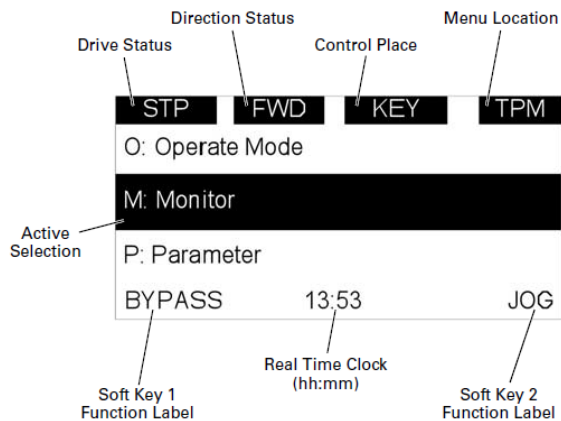 Direction Status
Menu Location
Drive Status
Control Place
STP FWD KEY TPM
O: Operate Mode
M: Monitor
Active
Selection
P: Parameter
BYPASS 13:53 JOG
Real Time Clock
(hh:mm)
Soft Key 1
Function Label
Soft Key 2
Function Label